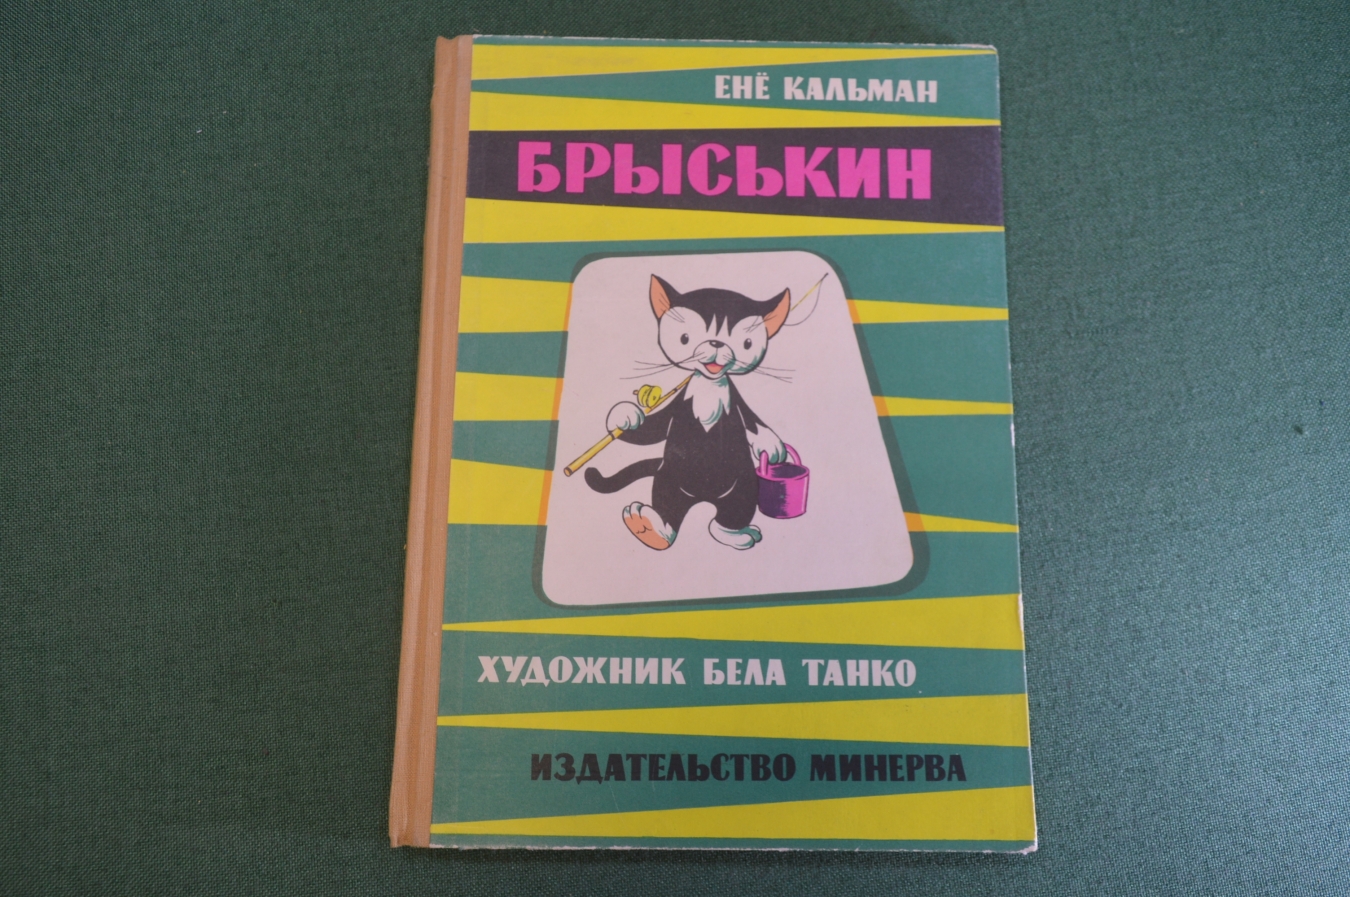 ЕНЁ КАЛЬМАН
БРЫСЬКИН
ХУДОЖНИК БЕЛА ТАНКО
ИЗДАТЕЛЬСТВО МИНЕРВА